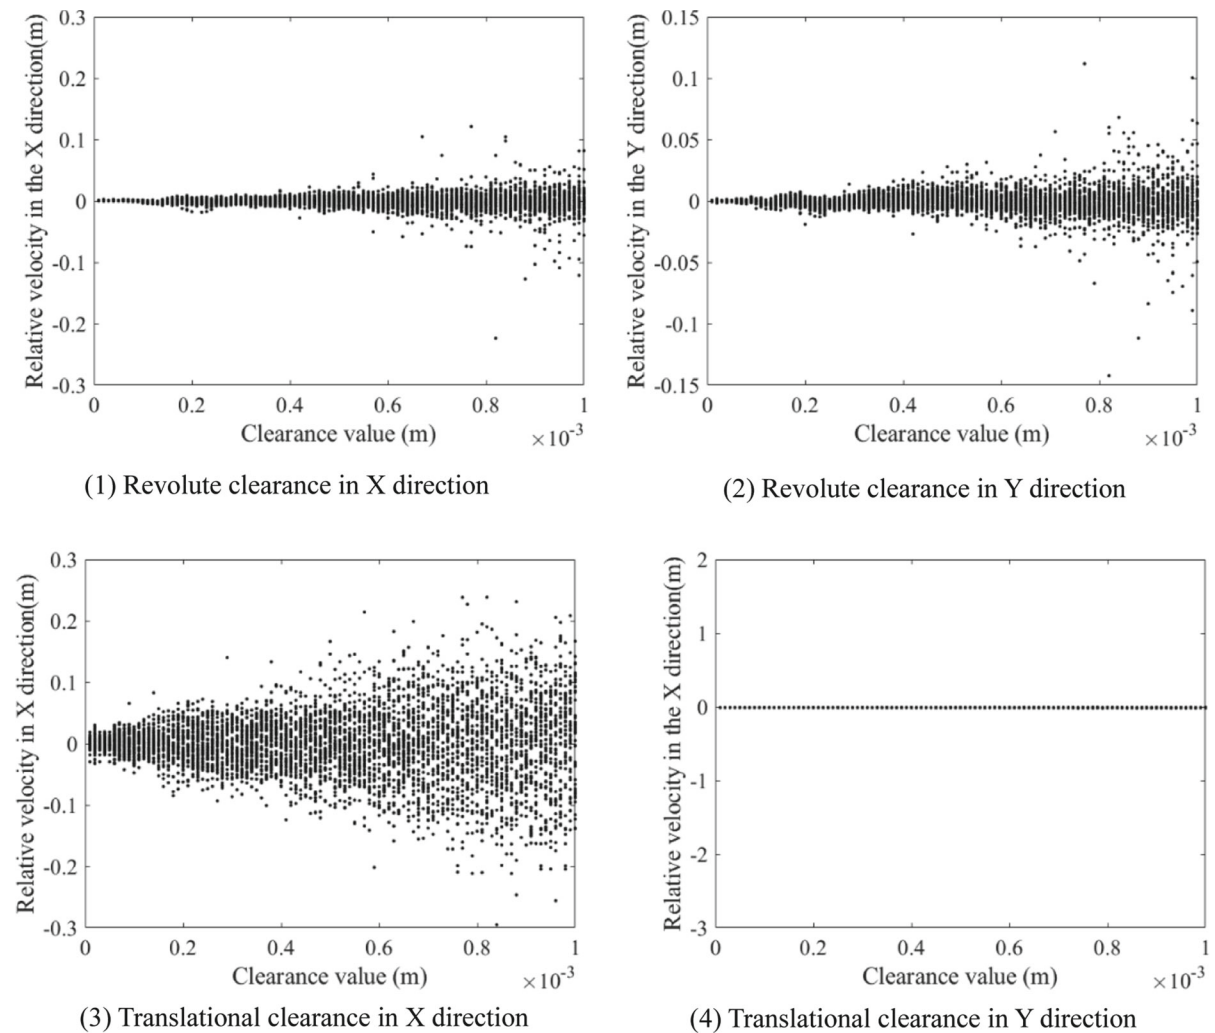 0.3
0.2
0.1
0
-0.1
-0.2
-0.3
Relative velocity in the X direction(m)
0 0.2 0.4 0.6 0.8 1
Clearance value (m) ×10⁻³
(1) Revolute clearance in X direction
0.15
0.1
0.05
0
-0.05
-0.1
-0.15
Relative velocity in the Y direction(m)
0 0.2 0.4 0.6 0.8 1
Clearance value (m) ×10⁻³
(2) Revolute clearance in Y direction
0.3
0.2
0.1
0
-0.1
-0.2
-0.3
Relative velocity in X direction(m)
0 0.2 0.4 0.6 0.8 1
Clearance value (m) ×10⁻³
(3) Translational clearance in X direction
2
1
0
-1
-2
-3
Relative velocity in the X direction(m)
0 0.2 0.4 0.6 0.8 1
Clearance value (m) ×10⁻³
(4) Translational clearance in Y direction